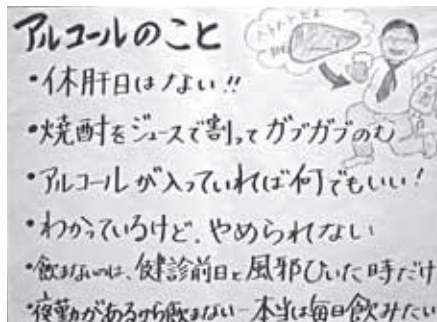 アルコールのこと
・休肝日はない!!
・焼酎をジュースで割ってガブガブのむ
・アルコールが入っていれば何でもいい!
・わかっているけど、やめられない
・飲まないのは、健診前日と風邪ひいた時だけ
・夜勤があるから飲まない-本当は毎日飲みたい